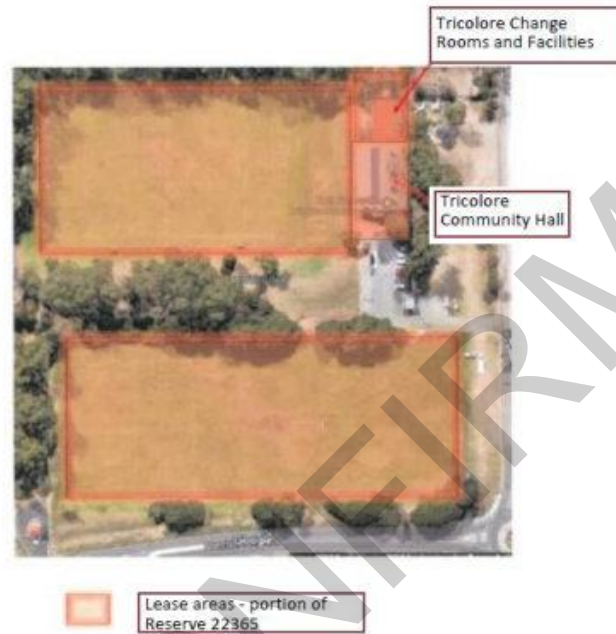 Tricolore Change
Rooms and Facilities
Tricolore
Community Hall
Lease areas - portion of
Reserve 22365